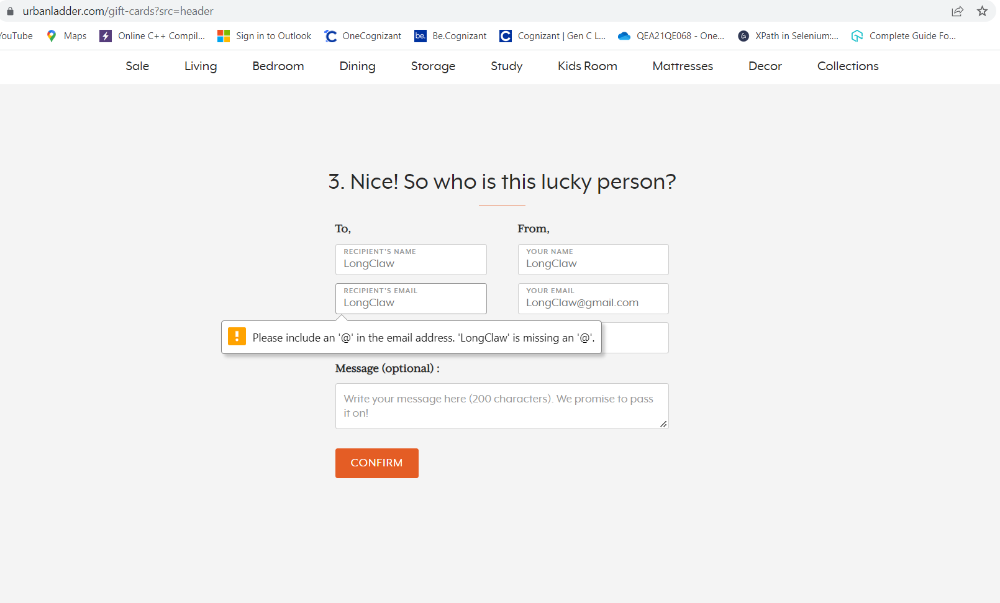 urbanladder.com/gift-cards?src=header
YouTube Maps Online C++ Compil... Sign in to Outlook OneCognizant be. Be.Cognizant Cognizant | Gen C L... QEA21QE068 - One... XPath in Selenium:... Complete Guide Fo...
Sale Living Bedroom Dining Storage Study Kids Room Mattresses Decor Collections
3. Nice! So who is this lucky person?
To, From,
RECIPIENT'S NAME YOUR NAME
LongClaw LongClaw
RECIPIENT'S EMAIL YOUR EMAIL
LongClaw LongClaw@gmail.com
Please include an '@' in the email address. 'LongClaw' is missing an '@'.
Message (optional) :
Write your message here (200 characters). We promise to pass
it on!
CONFIRM